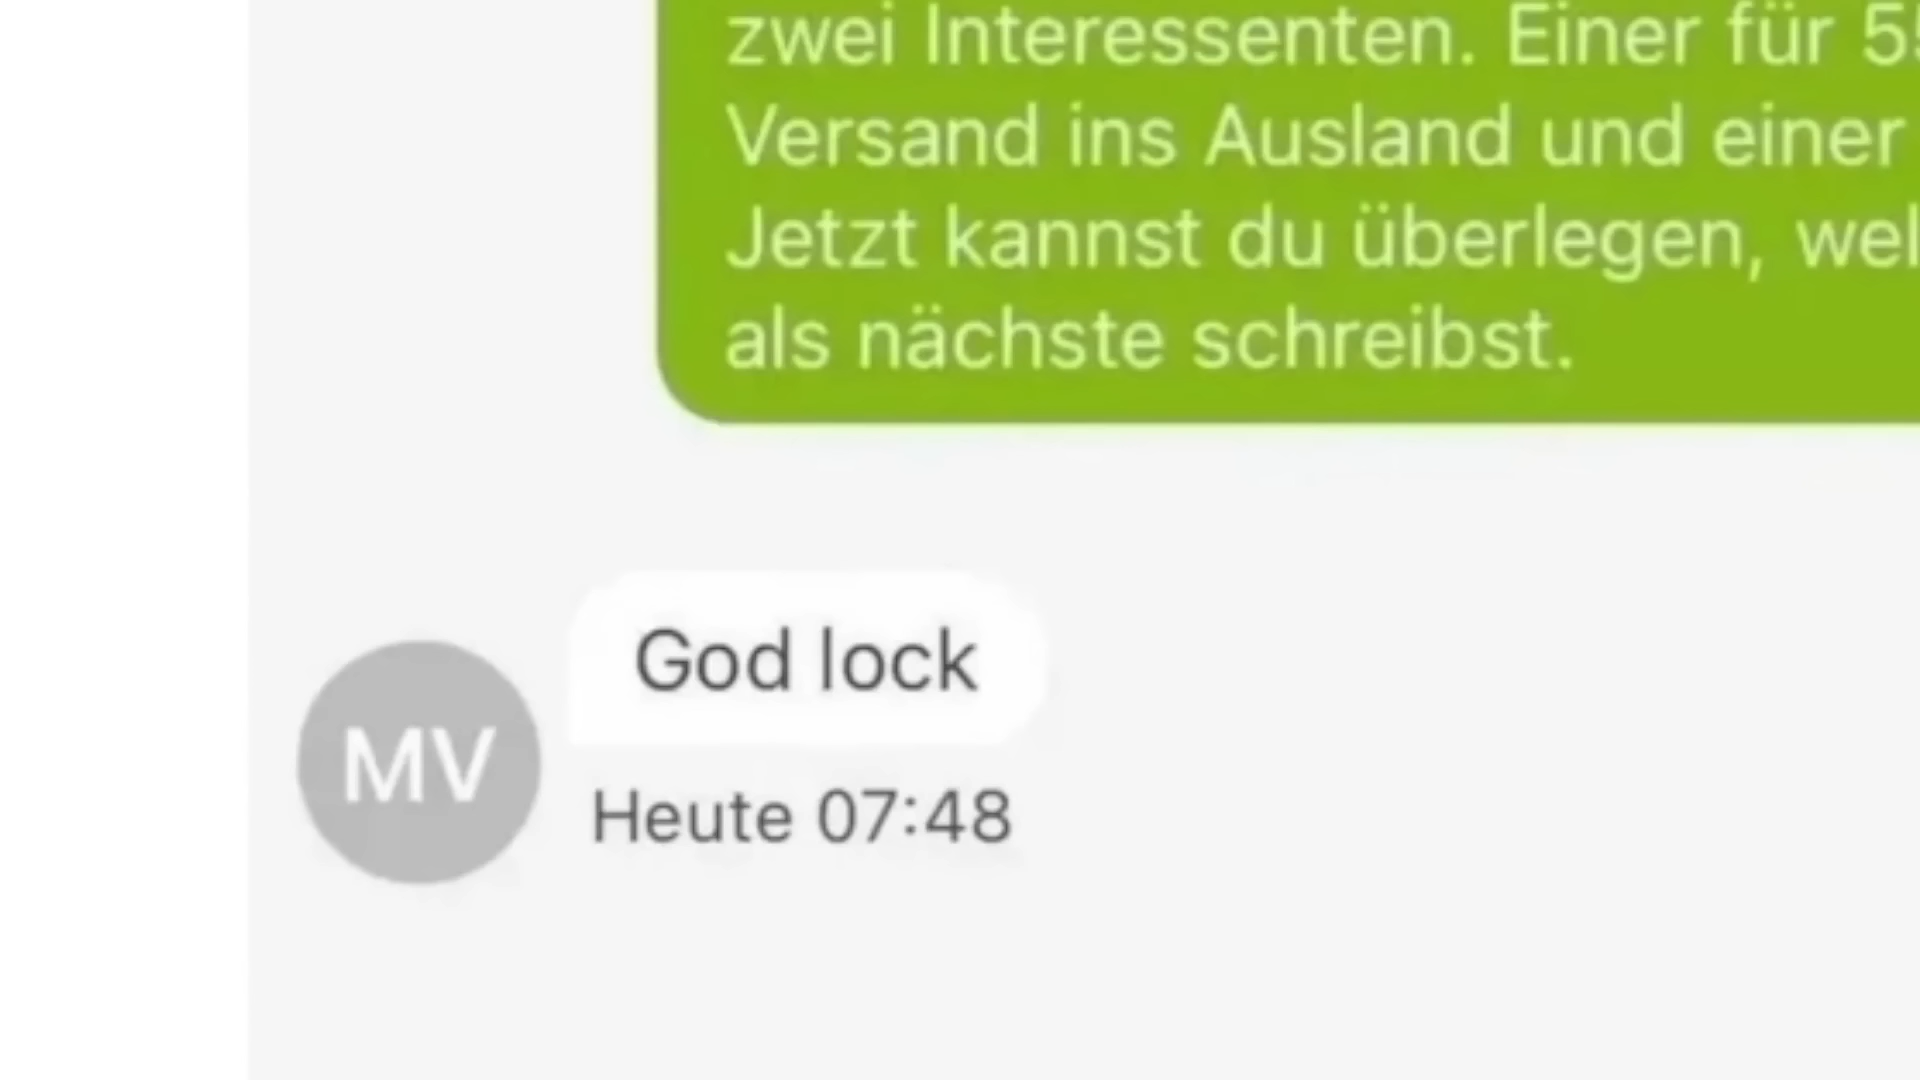 zwei Interessenten. Einer für
Versand ins Ausland und einer
Jetzt kannst du überlegen,
als nächste schreibst.
God lock
MV
Heute 07:48